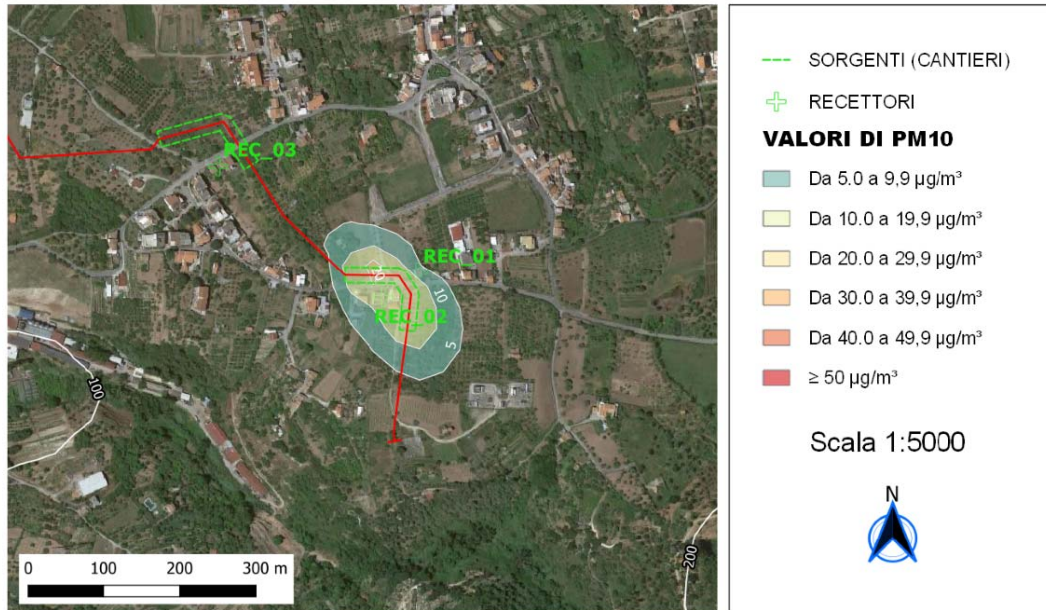 REC_03
REC_01
10
10
REC_02
5
100
200
0 100 200 300 m
SORGENTI (CANTIERI)
RECETTORI
VALORI DI PM10
Da 5.0 a 9,9 µg/m³
Da 10.0 a 19,9 µg/m³
Da 20.0 a 29,9 µg/m³
Da 30.0 a 39,9 µg/m³
Da 40.0 a 49,9 µg/m³
≥ 50 µg/m³
Scala 1:5000
N